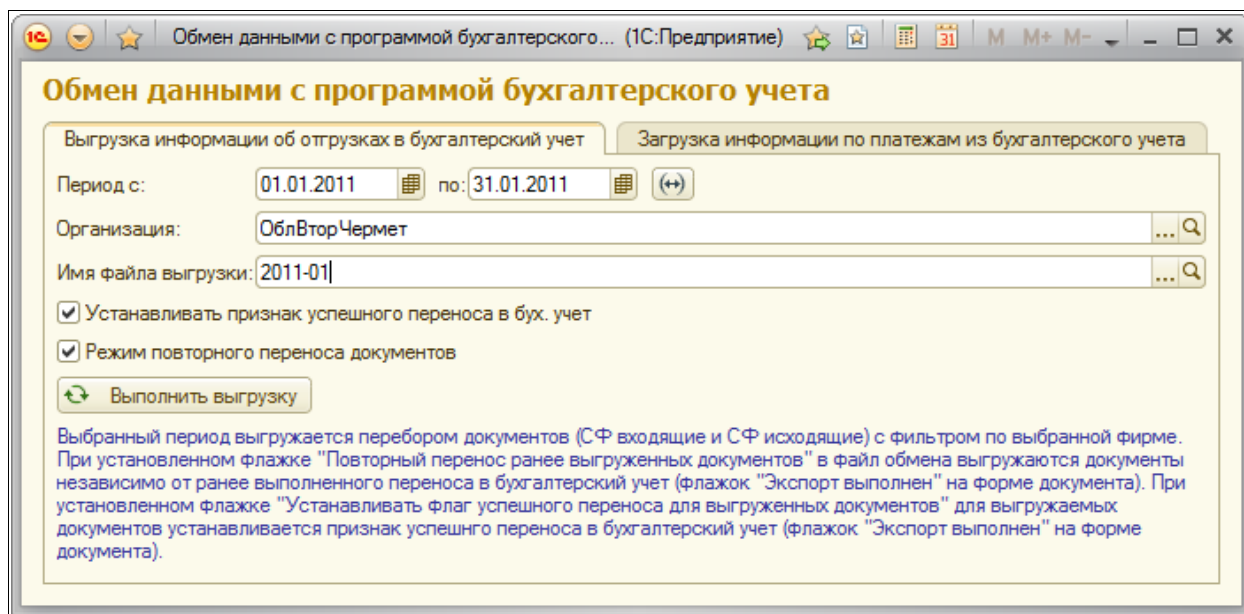 1С Обмен данными с программой бухгалтерского... (1С:Предприятие) 31 M M+ M-
Обмен данными с программой бухгалтерского учета
Выгрузка информации об отгрузках в бухгалтерский учет Загрузка информации по платежам из бухгалтерского учета
Период с: 01.01.2011 по: 31.01.2011
Организация: ОблВторЧермет ...
Имя файла выгрузки: 2011-01 ...
Устанавливать признак успешного переноса в бух. учет
Режим повторного переноса документов
Выполнить выгрузку
Выбранный период выгружается перебором документов (СФ входящие и СФ исходящие) с фильтром по выбранной фирме.
При установленном флажке "Повторный перенос ранее выгруженных документов" в файл обмена выгружаются документы
независимо от ранее выполненного переноса в бухгалтерский учет (флажок "Экспорт выполнен" на форме документа). При
установленном флажке "Устанавливать флаг успешного переноса для выгруженных документов" для выгружаемых
документов устанавливается признак успешнго переноса в бухгалтерский учет (флажок "Экспорт выполнен" на форме
документа).